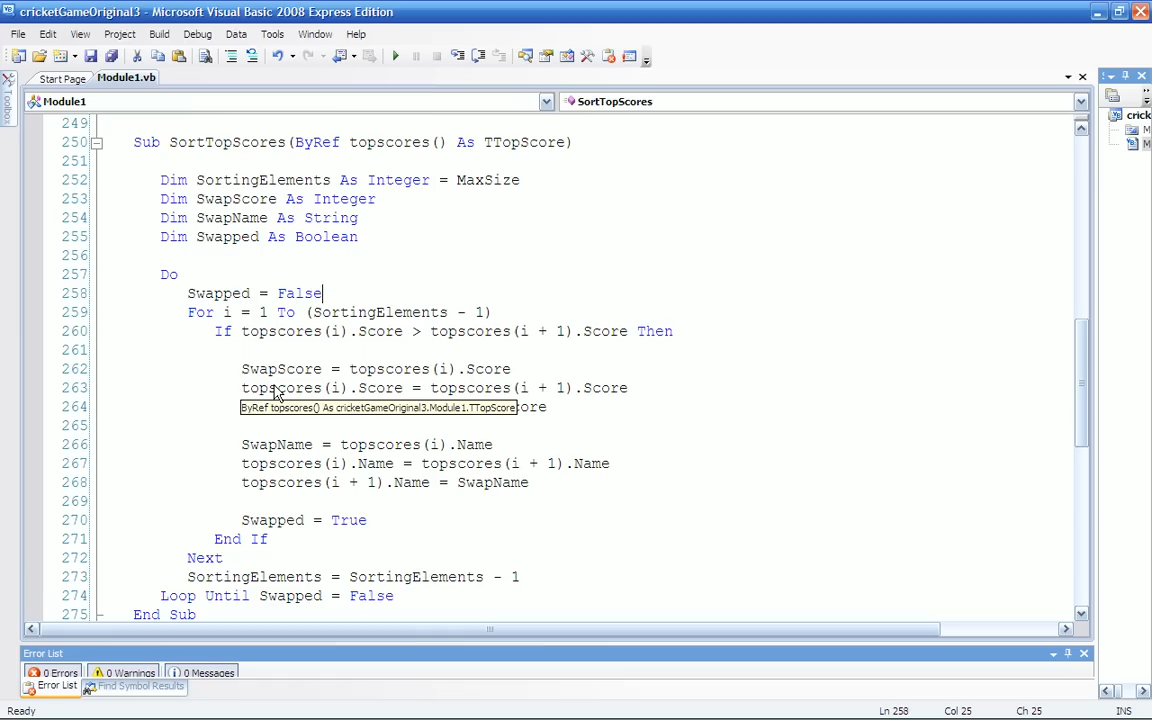 cricketGameOriginal3 - Microsoft Visual Basic 2008 Express Edition
File Edit View Project Build Debug Data Tools Window Help
Start Page Module1.vb
Toolbox
Module1 SortTopScores
249
250 Sub SortTopScores(ByRef topscores() As TTopScore)
251
252 Dim SortingElements As Integer = MaxSize
253 Dim SwapScore As Integer
254 Dim SwapName As String
255 Dim Swapped As Boolean
256
257 Do
258 Swapped = False
259 For i = 1 To (SortingElements - 1)
260 If topscores(i).Score > topscores(i + 1).Score Then
261
262 SwapScore = topscores(i).Score
263 topscores(i).Score = topscores(i + 1).Score
264 ByRef topscores() As cricketGameOriginal3.Module1.TTopScore core
265
266 SwapName = topscores(i).Name
267 topscores(i).Name = topscores(i + 1).Name
268 topscores(i + 1).Name = SwapName
269
270 Swapped = True
271 End If
272 Next
273 SortingElements = SortingElements - 1
274 Loop Until Swapped = False
275 End Sub
crick
M
M
Error List
0 Errors 0 Warnings 0 Messages
Error List Find Symbol Results
Ready Ln 258 Col 25 Ch 25 INS